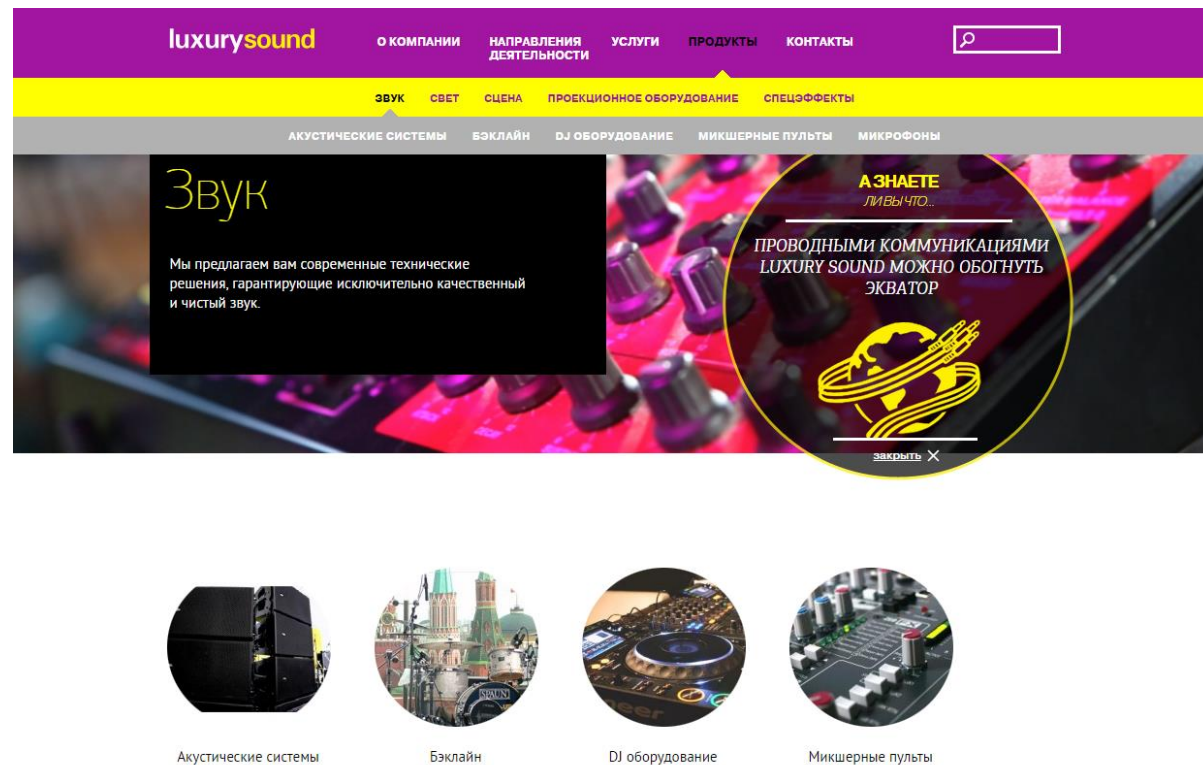 luxurysound
О КОМПАНИИ
НАПРАВЛЕНИЯ
ДЕЯТЕЛЬНОСТИ
УСЛУГИ
ПРОДУКТЫ
КОНТАКТЫ
ЗВУК СВЕТ СЦЕНА ПРОЕКЦИОННОЕ ОБОРУДОВАНИЕ СПЕЦЭФФЕКТЫ
АКУСТИЧЕСКИЕ СИСТЕМЫ БЭКЛАЙН DJ ОБОРУДОВАНИЕ МИКШЕРНЫЕ ПУЛЬТЫ МИКРОФОНЫ
Звук
Мы предлагаем вам современные технические
решения, гарантирующие исключительно качественный
и чистый звук.
А ЗНАЕТЕ
ЛИ ВЫ ЧТО...
ПРОВОДНЫМИ КОММУНИКАЦИЯМИ
LUXURY SOUND МОЖНО ОБОГНУТЬ
ЭКВАТОР
закрыть
SPAUN
Pioneer
Акустические системы
Бэклайн
DJ оборудование
Микшерные пульты